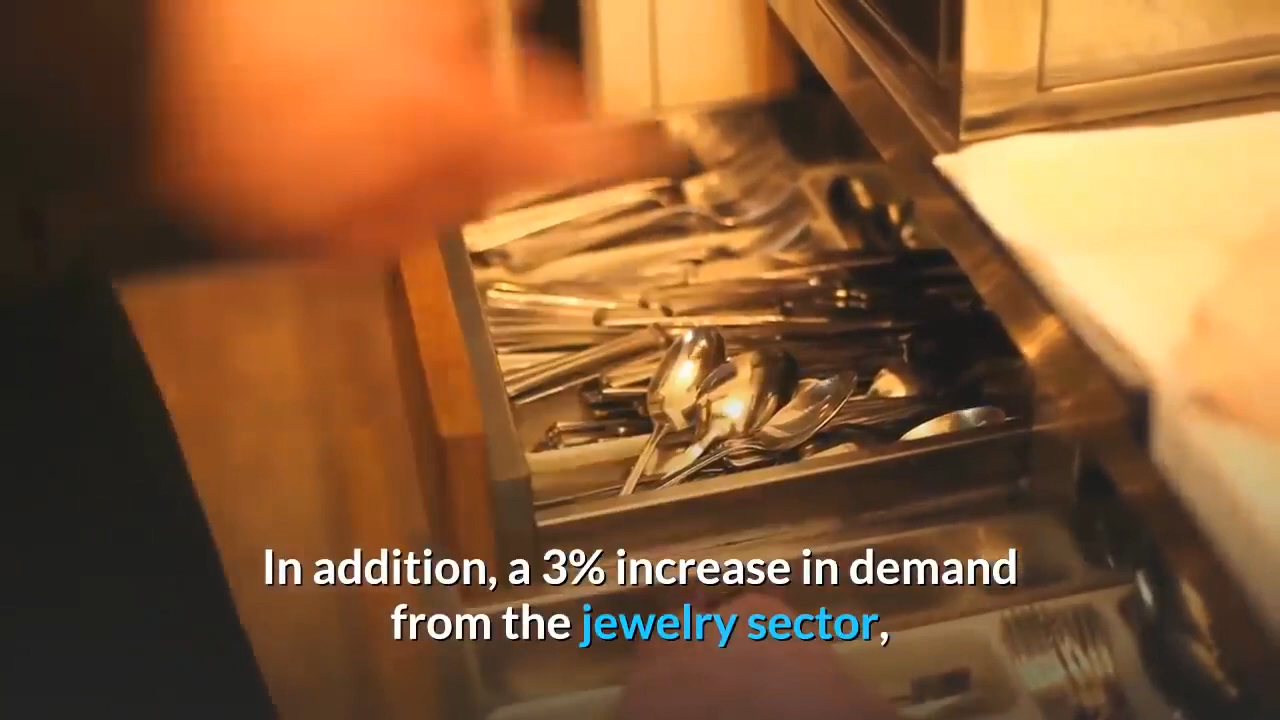 In addition, a 3% increase in demand
from the jewelry sector,